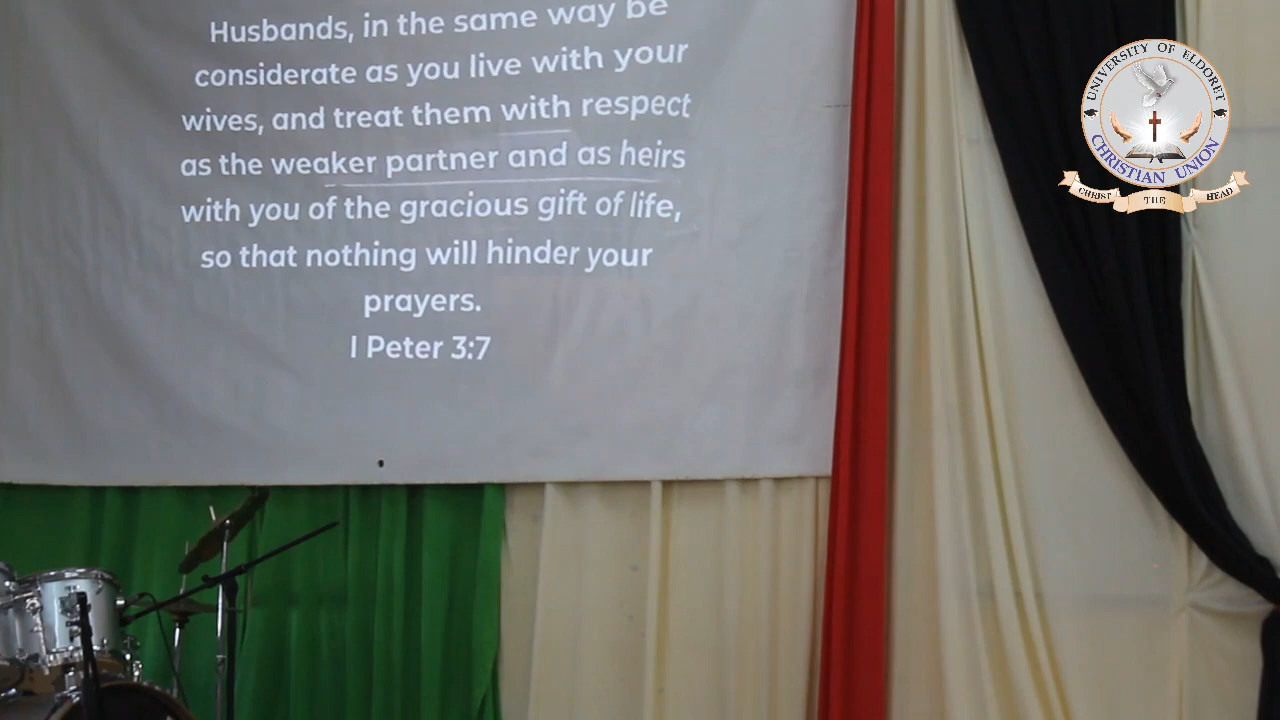 Husbands, in the same way be
considerate as you live with your
wives, and treat them with respect
as the weaker partner and as heirs
with you of the gracious gift of life,
so that nothing will hinder your
prayers.
I Peter 3:7
UNIVERSITY OF ELDORET
CHRISTIAN UNION
CHRIST THE HEAD